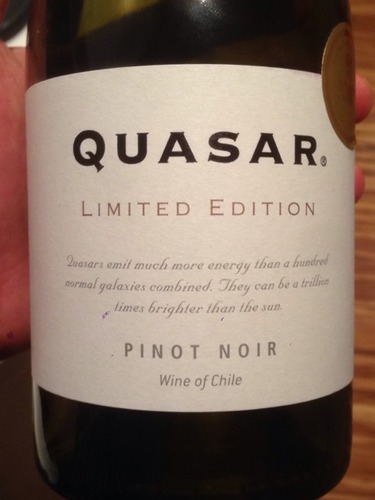 QUASAR®
LIMITED EDITION
Quasars emit much more energy than a hundred
normal galaxies combined. They can be a trillion
times brighter than the sun.
PINOT NOIR
Wine of Chile